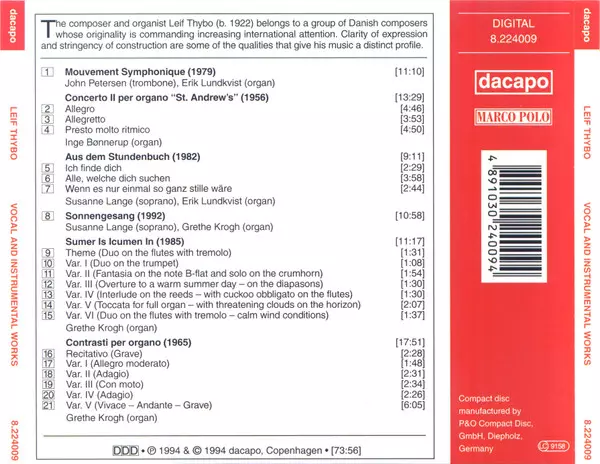 dacapo
LEIF THYBO
VOCAL AND INSTRUMENTAL WORKS
8.224009
The composer and organist Leif Thybo (b. 1922) belongs to a group of Danish composers
whose originality is commanding increasing international attention. Clarity of expression
and stringency of construction are some of the qualities that give his music a distinct profile.
1 Mouvement Symphonique (1979) [11:10]
John Petersen (trombone), Erik Lundkvist (organ)
Concerto II per organo "St. Andrew's" (1956) [13:29]
2 Allegro [4:46]
3 Allegretto [3:53]
4 Presto molto ritmico [4:50]
Inge Bønnerup (organ)
Aus dem Stundenbuch (1982) [9:11]
5 Ich finde dich [2:29]
6 Alle, welche dich suchen [3:58]
7 Wenn es nur einmal so ganz stille wäre [2:44]
Susanne Lange (soprano), Erik Lundkvist (organ)
8 Sonnengesang (1992) [10:58]
Susanne Lange (soprano), Grethe Krogh (organ)
Sumer Is Icumen In (1985) [11:17]
9 Theme (Duo on the flutes with tremolo) [1:31]
10 Var. I (Duo on the trumpet) [1:08]
11 Var. II (Fantasia on the note B-flat and solo on the crumhorn) [1:54]
12 Var. III (Overture to a warm summer day – on the diapasons) [1:30]
13 Var. IV (Interlude on the reeds – with cuckoo obbligato on the flutes) [1:30]
14 Var. V (Toccata for full organ – with threatening clouds on the horizon) [2:07]
15 Var. VI (Duo on the flutes with tremolo – calm wind conditions) [1:37]
Grethe Krogh (organ)
Contrasti per organo (1965) [17:51]
16 Recitativo (Grave) [2:28]
17 Var. I (Allegro moderato) [1:48]
18 Var. II (Adagio) [2:31]
19 Var. III (Con moto) [2:34]
20 Var. IV (Adagio) [2:26]
21 Var. V (Vivace – Andante – Grave) [6:05]
Grethe Krogh (organ)
DDD • ℗ 1994 & © 1994 dacapo, Copenhagen • [73:56]
DIGITAL
8.224009
dacapo
MARCO POLO
4891030240094
Compact disc
manufactured by
P&O Compact Disc,
GmbH, Diepholz,
Germany.
LC 9158
dacapo
LEIF THYBO
VOCAL AND INSTRUMENTAL WORKS
8.224009